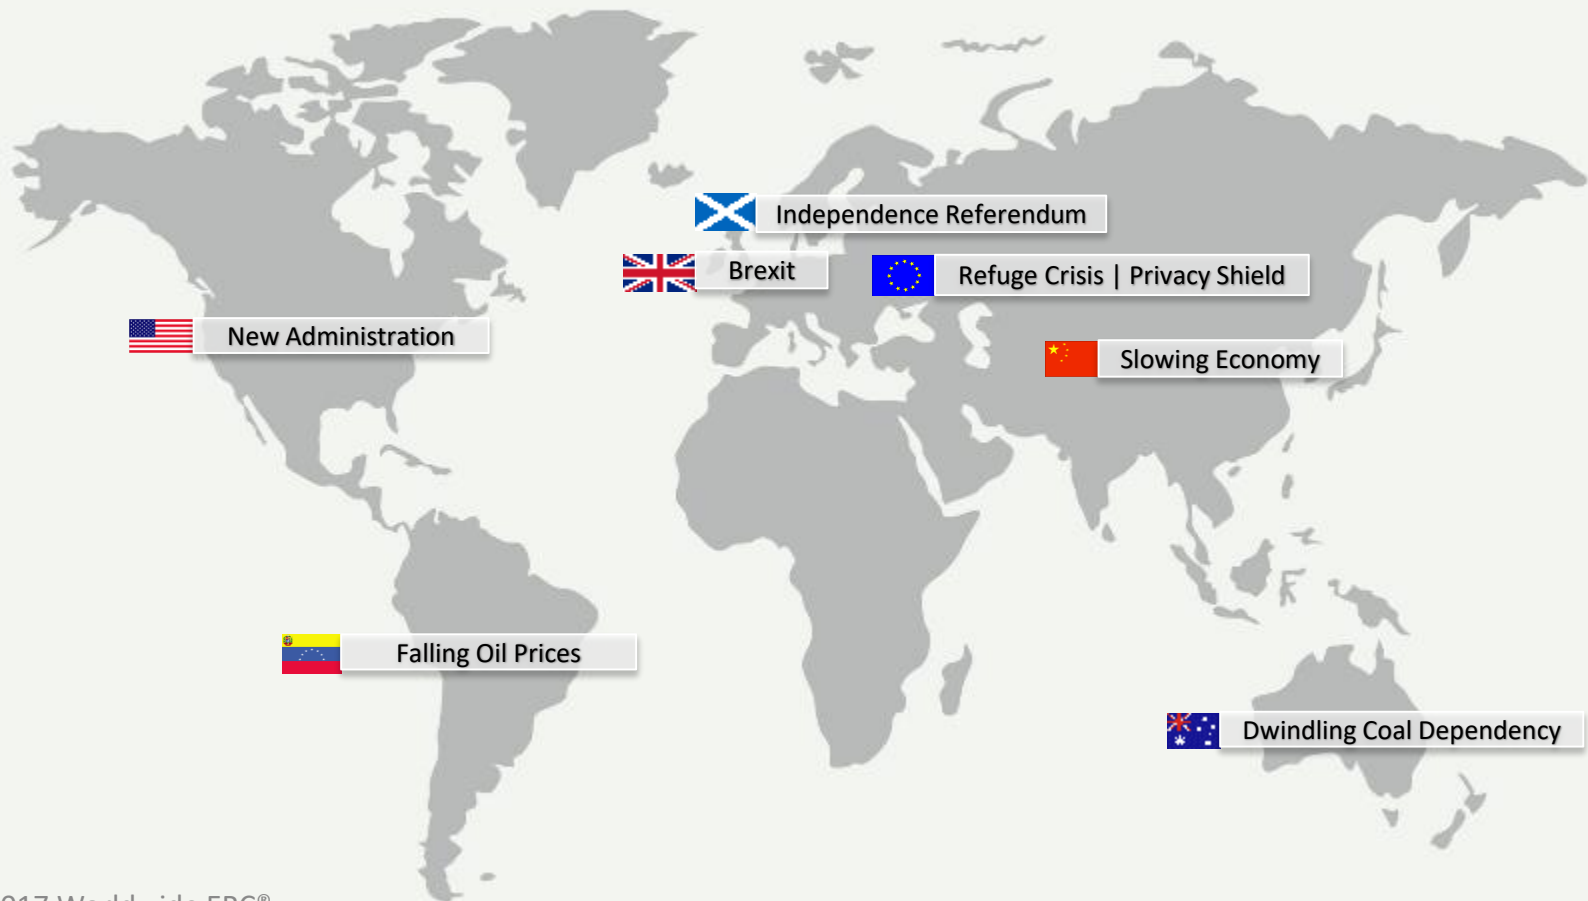 Independence Referendum
Brexit
Refuge Crisis | Privacy Shield
New Administration
Slowing Economy
Falling Oil Prices
Dwindling Coal Dependency